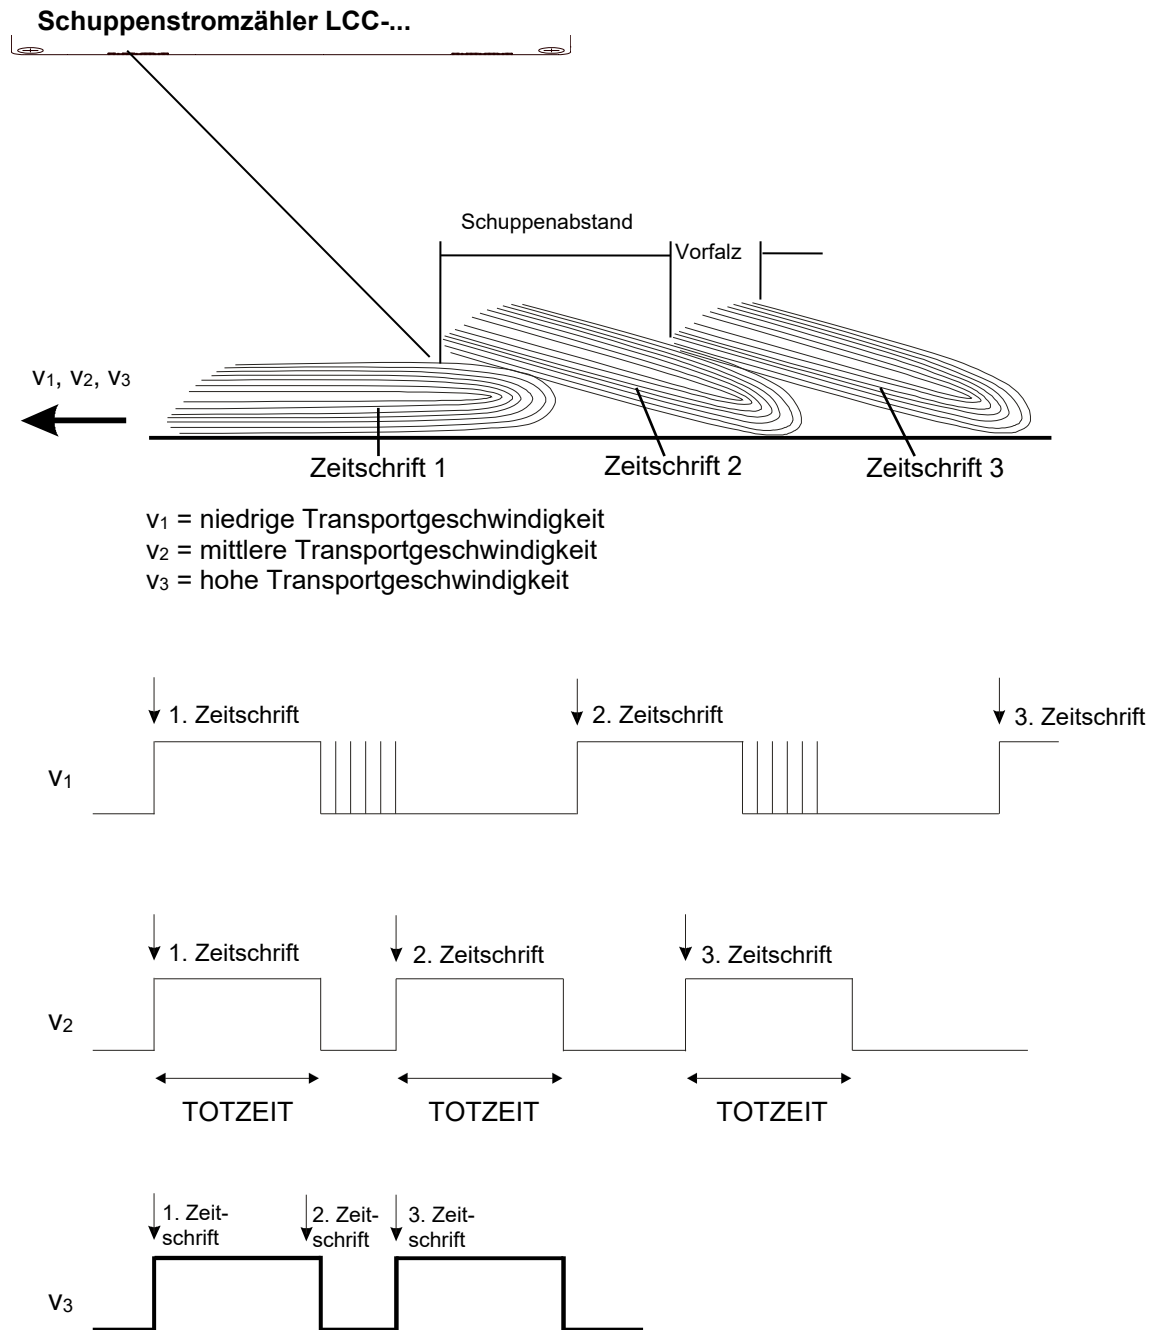 Schuppenstromzähler LCC-...
Schuppenabstand
Vorfalz
v1, v2, v3
Zeitschrift 1
Zeitschrift 2
Zeitschrift 3
v1 = niedrige Transportgeschwindigkeit
v2 = mittlere Transportgeschwindigkeit
v3 = hohe Transportgeschwindigkeit
1. Zeitschrift
2. Zeitschrift
3. Zeitschrift
v1
1. Zeitschrift
2. Zeitschrift
3. Zeitschrift
v2
TOTZEIT
TOTZEIT
TOTZEIT
1. Zeit-
schrift
2. Zeit-
schrift
3. Zeit-
schrift
v3